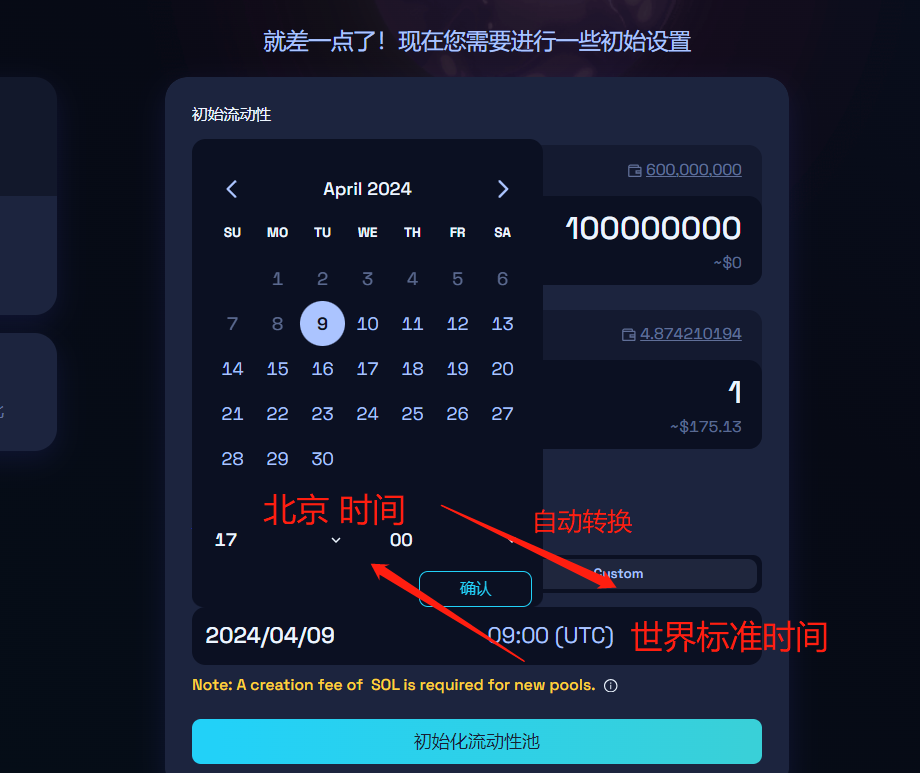 就差一点了！现在您需要进行一些初始设置
初始流动性
April 2024
600,000,000
SU MO TU WE TH FR SA
100000000
~$0
1 2 3 4 5 6
7 8 9 10 11 12 13
4.874210194
14 15 16 17 18 19 20
1
21 22 23 24 25 26 27
~$175.13
28 29 30
北京 时间
自动转换
17 00
Custom
确认
2024/04/09 09:00 (UTC) 世界标准时间
Note: A creation fee of SOL is required for new pools.
初始化流动性池